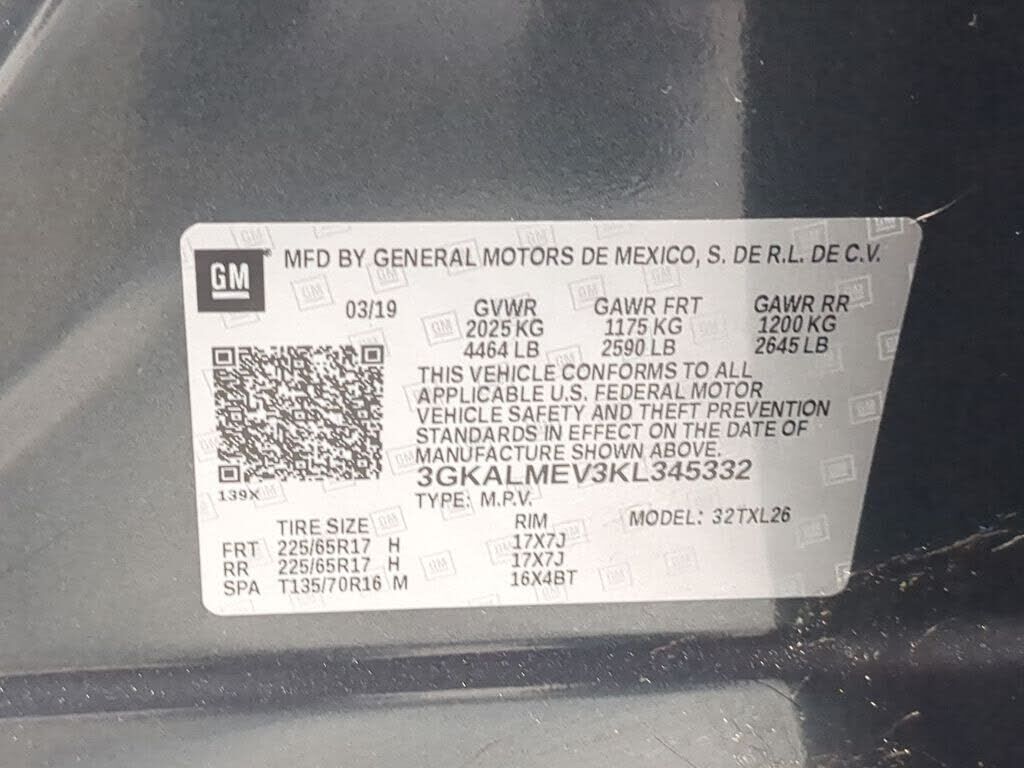 GM MFD BY GENERAL MOTORS DE MEXICO, S. DE R.L. DE C.V.
03/19 GVWR GAWR FRT GAWR RR
2025 KG 1175 KG 1200 KG
4464 LB 2590 LB 2645 LB
THIS VEHICLE CONFORMS TO ALL
APPLICABLE U.S. FEDERAL MOTOR
VEHICLE SAFETY AND THEFT PREVENTION
STANDARDS IN EFFECT ON THE DATE OF
MANUFACTURE SHOWN ABOVE.
3GKALMEV3KL345332
139X
TYPE: M.P.V.
TIRE SIZE RIM MODEL: 32TXL26
FRT 225/65R17 H 17X7J
RR 225/65R17 H 17X7J
SPA T135/70R16 M 16X4BT